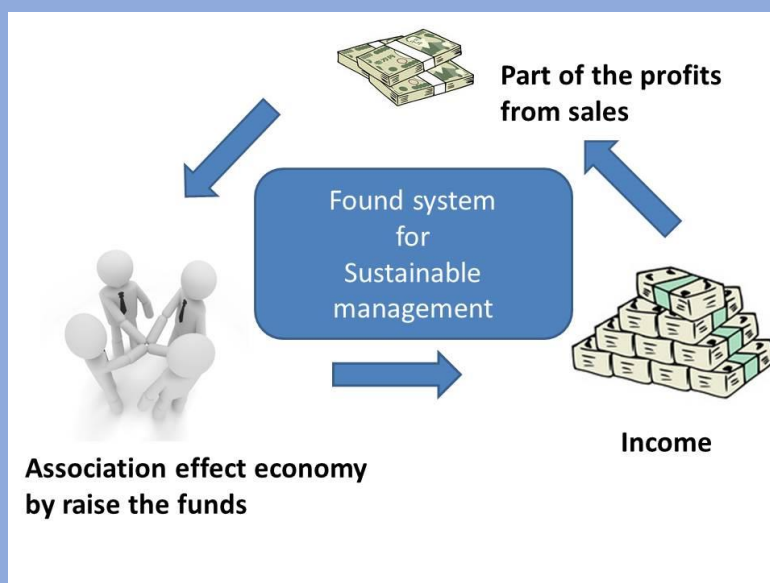 Part of the profits
from sales
Found system
for
Sustainable
management
Income
Association effect economy
by raise the funds